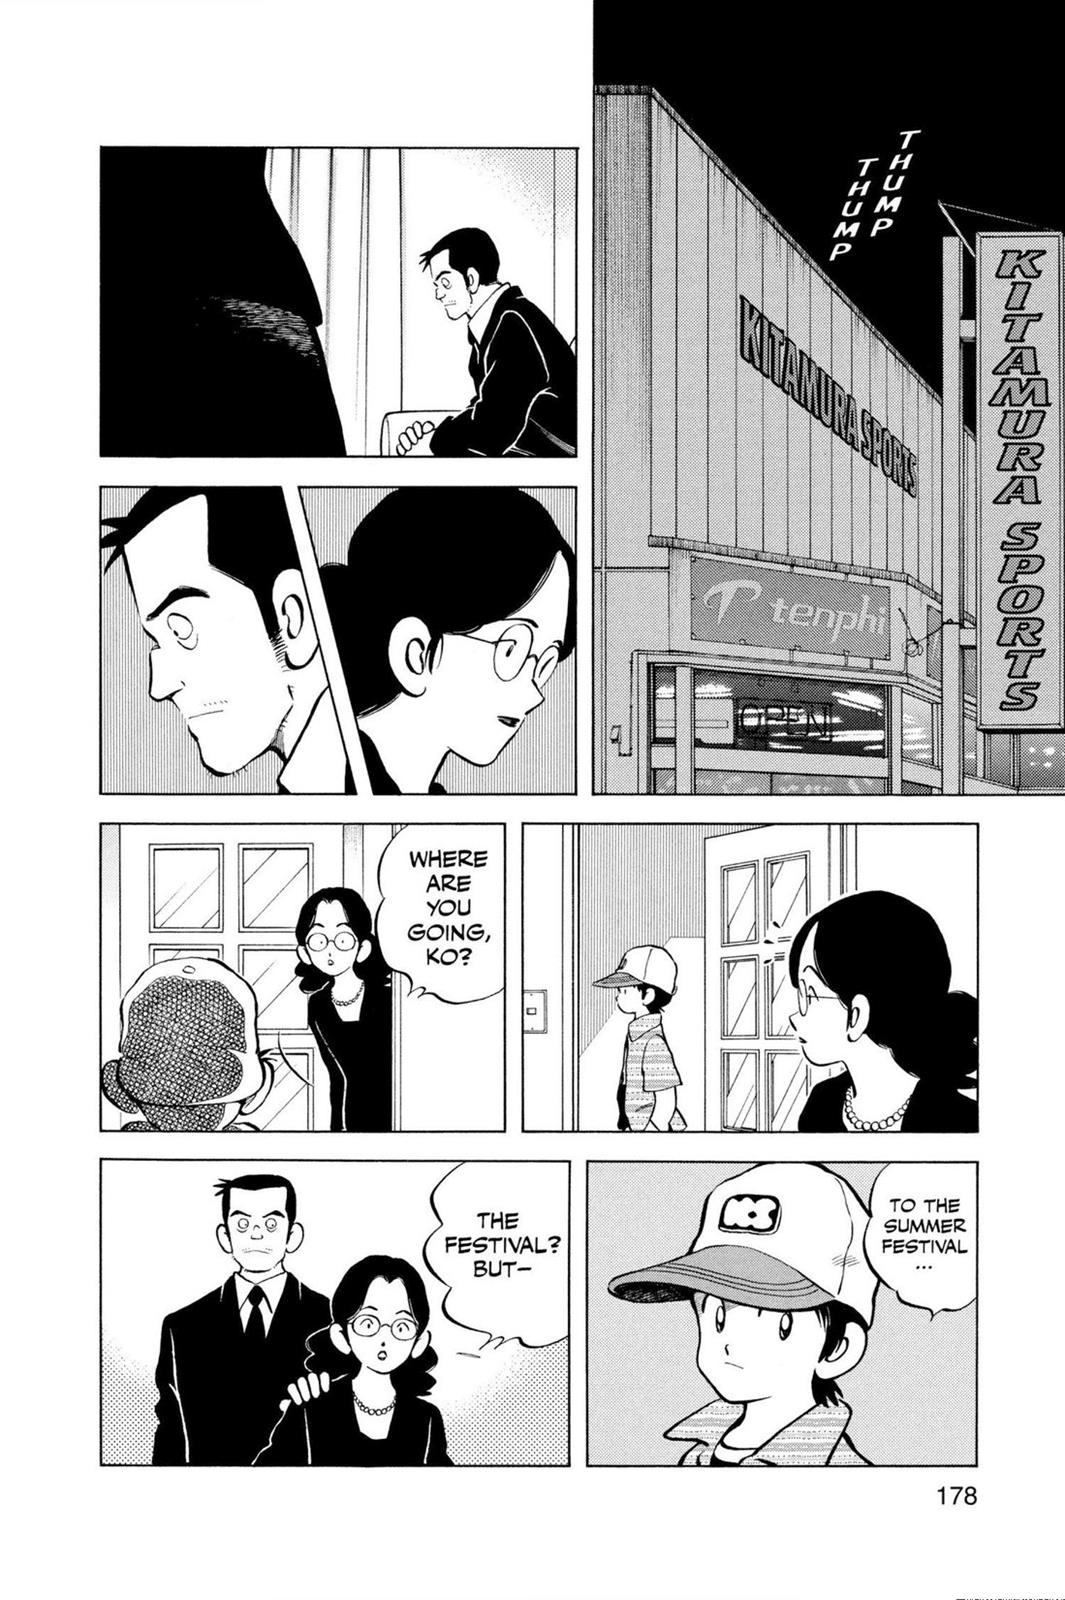 THUMP
THUMP
KITAMURA SPORTS
KITAMURA SPORTS
tenphi
OPEN
WHERE
ARE
YOU
GOING,
KO?
TO THE
SUMMER
FESTIVAL
...
THE
FESTIVAL?
BUT—
178